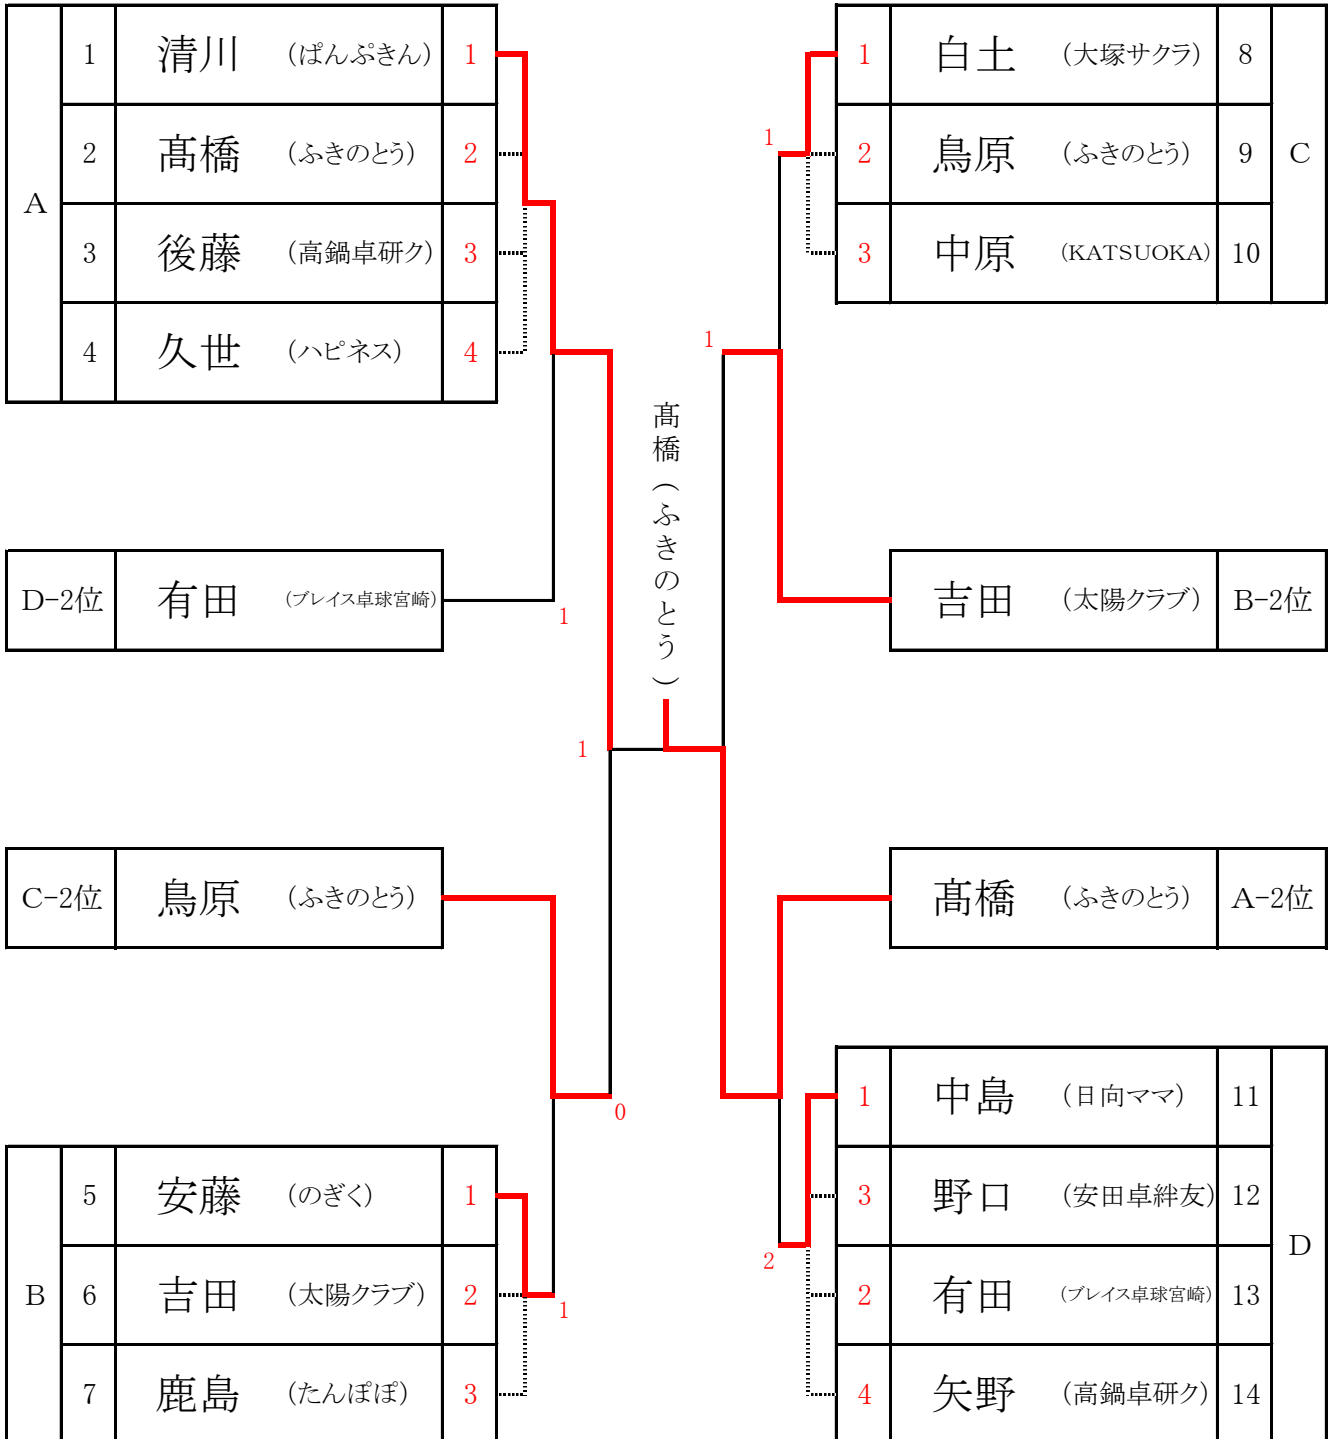 A
1 清川 (ぱんぷきん) 1
2 髙橋 (ふきのとう) 2
3 後藤 (高鍋卓研ク) 3
4 久世 (ハピネス) 4
D-2位 有田 (ブレイス卓球宮崎)
1
1
C-2位 鳥原 (ふきのとう)
0
B
5 安藤 (のぎく) 1
6 吉田 (太陽クラブ) 2
7 鹿島 (たんぽぽ) 3
1
髙橋(ふきのとう)
1 白土 (大塚サクラ) 8
2 鳥原 (ふきのとう) 9
3 中原 (KATSUOKA) 10
C
1
1
吉田 (太陽クラブ) B-2位
髙橋 (ふきのとう) A-2位
1 中島 (日向ママ) 11
3 野口 (安田卓絆友) 12
2 有田 (ブレイス卓球宮崎) 13
4 矢野 (高鍋卓研ク) 14
D
2